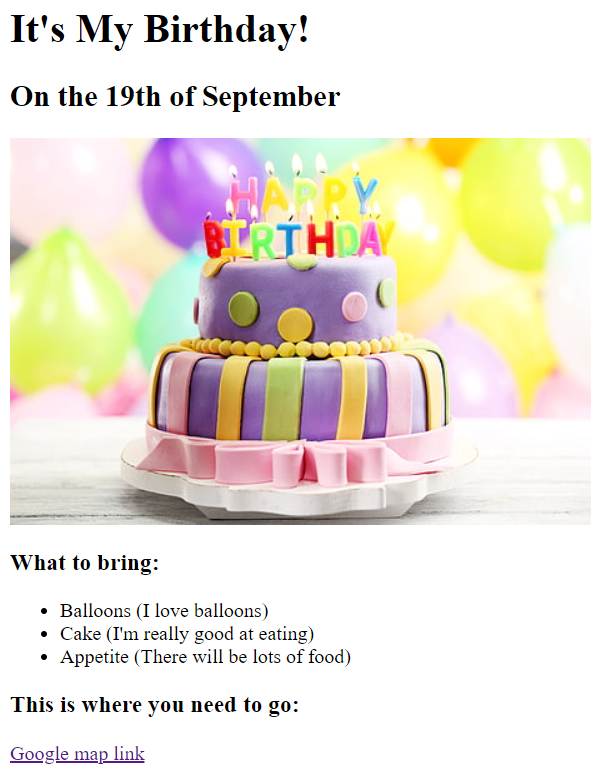 It's My Birthday!
On the 19th of September
HAPPY
BIRTHDAY
What to bring:
Balloons (I love balloons)
Cake (I'm really good at eating)
Appetite (There will be lots of food)
This is where you need to go:
Google map link